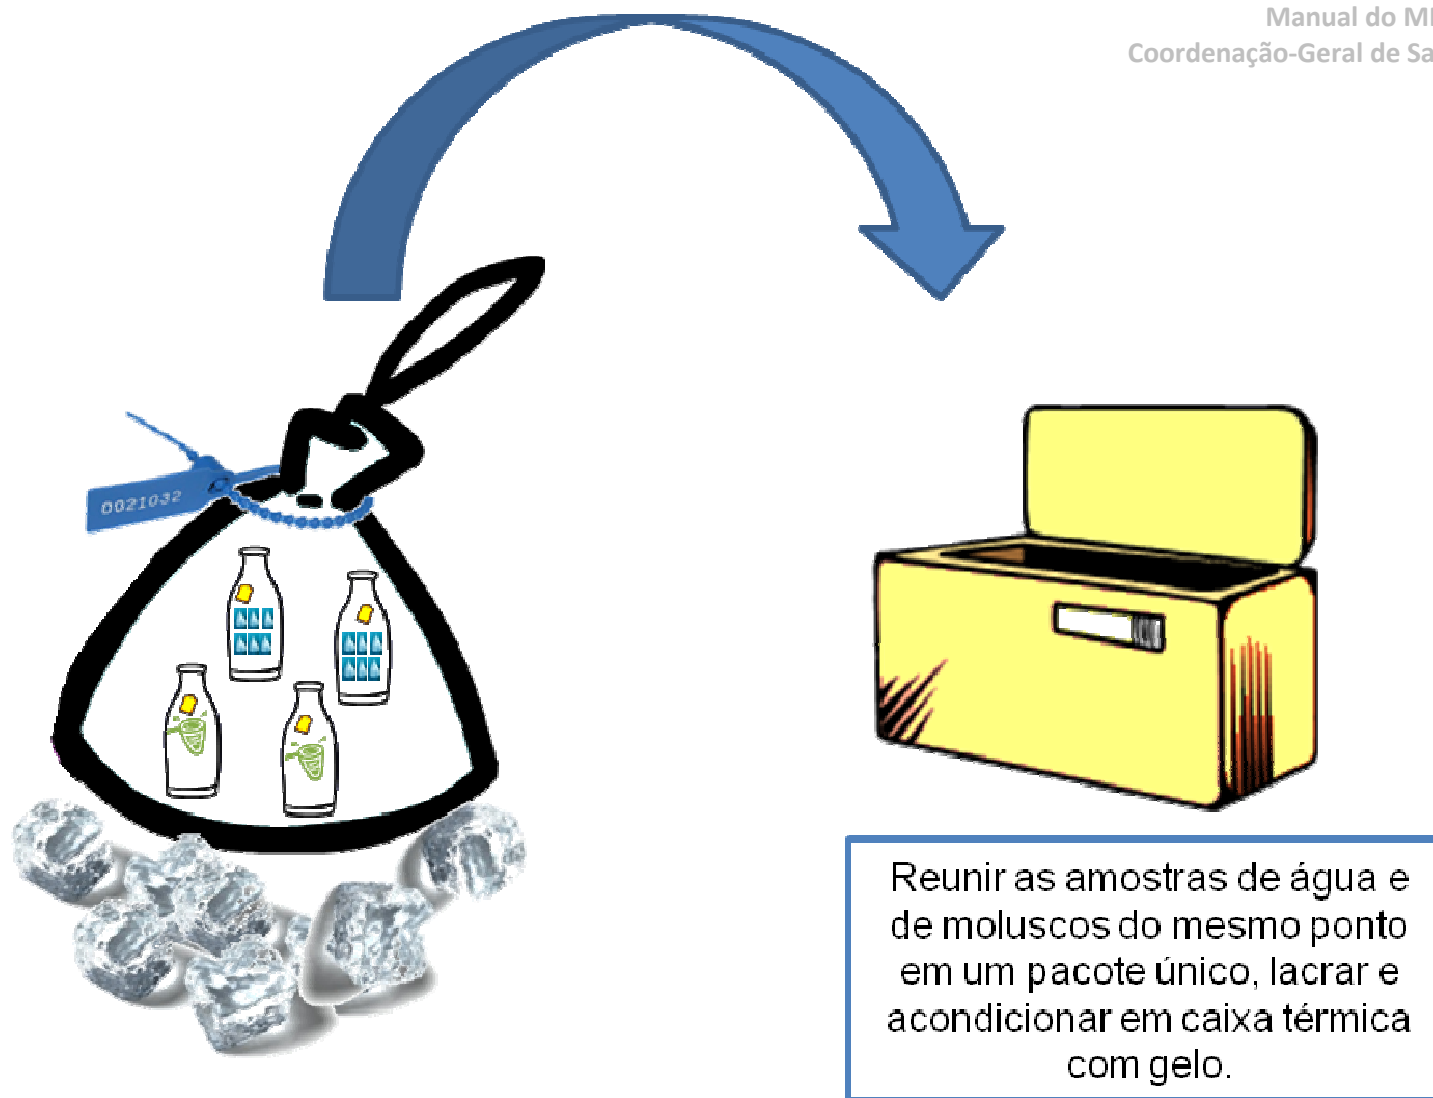 Manual do MI
Coordenação-Geral de Sa
0021032
Reunir as amostras de água e
de moluscos do mesmo ponto
em um pacote único, lacrar e
acondicionar em caixa térmica
com gelo.